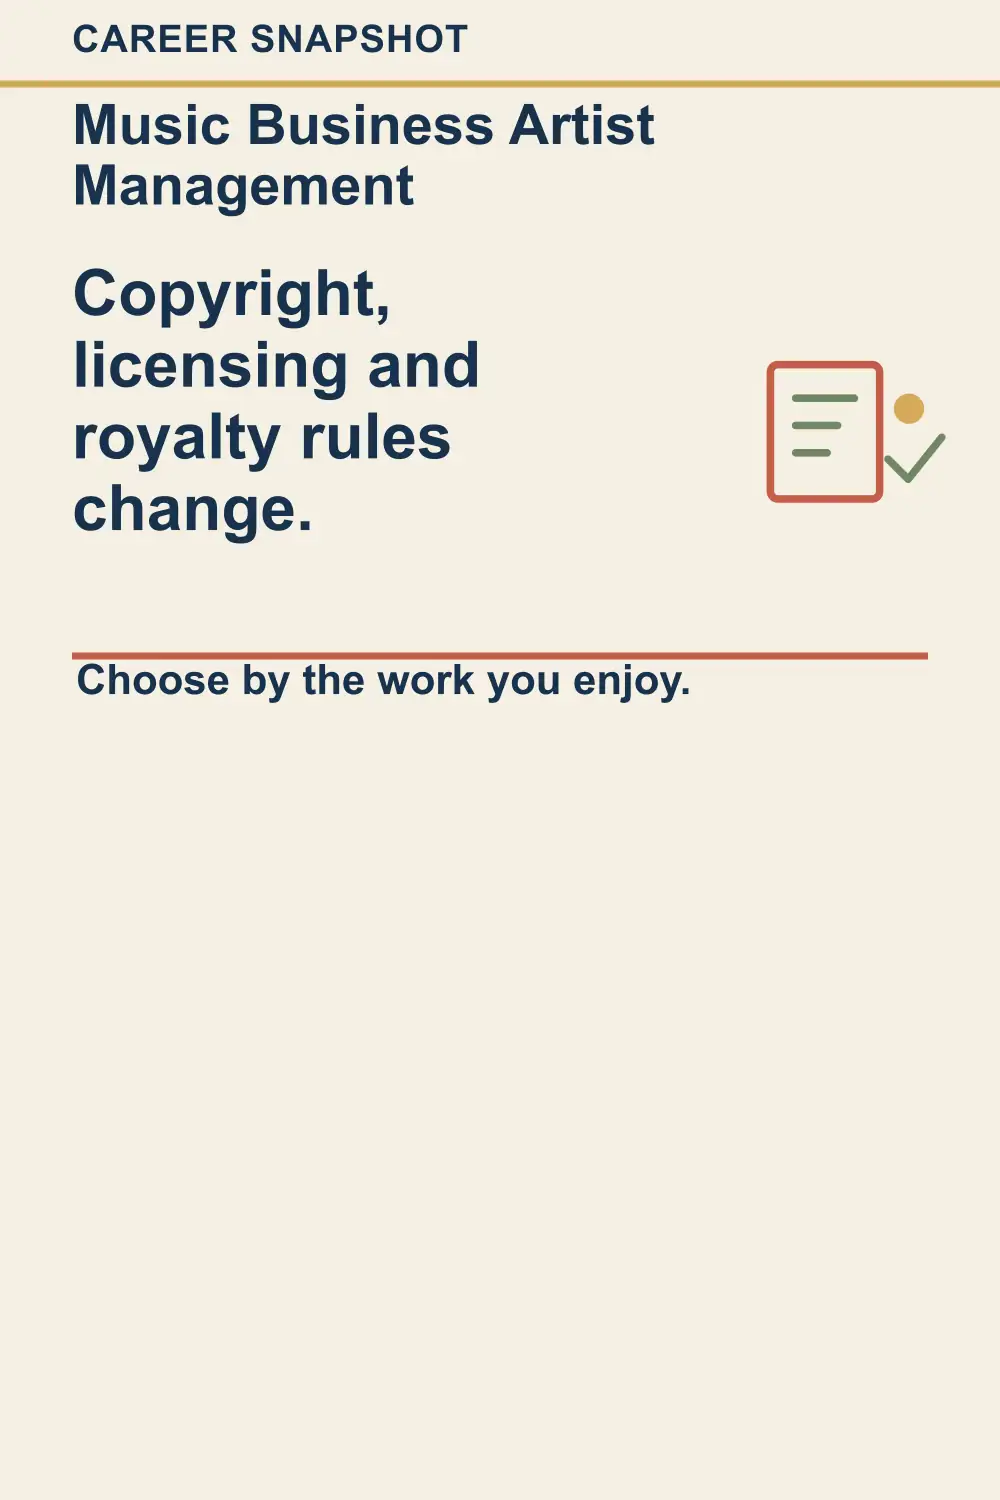 CAREER SNAPSHOT
Music Business Artist
Management
Copyright,
licensing and
royalty rules
change.
Choose by the work you enjoy.